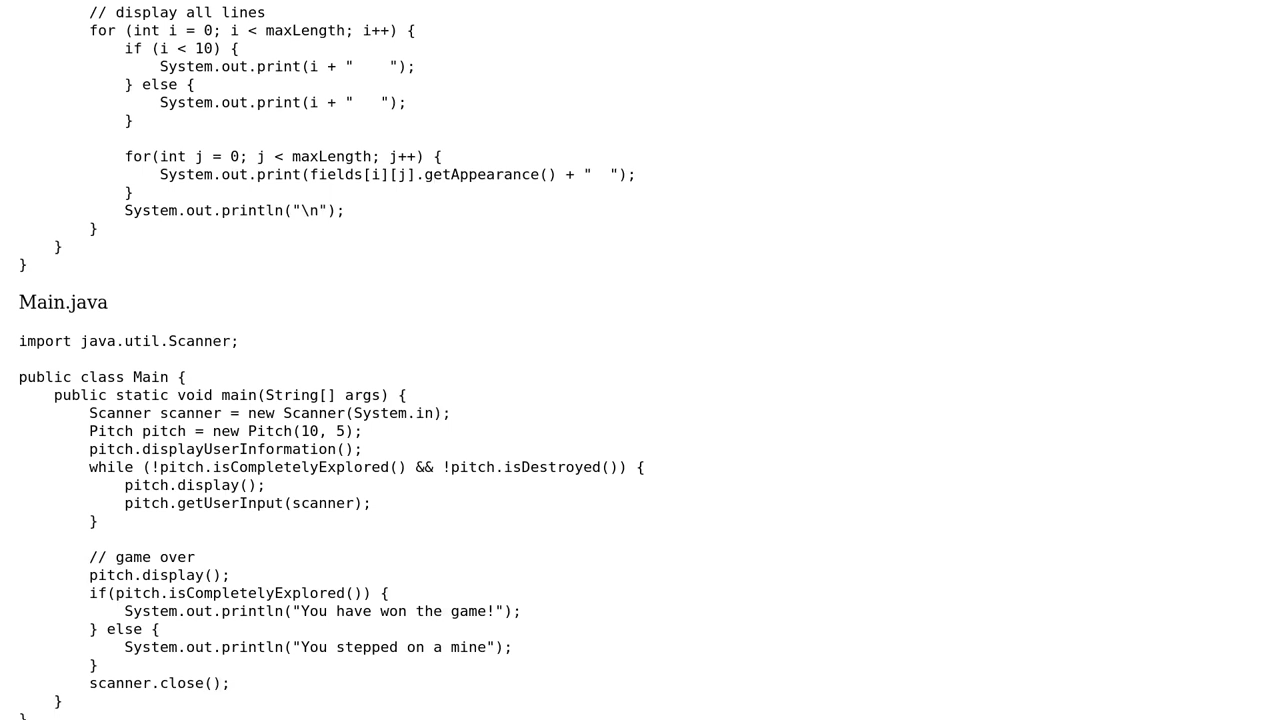 // display all lines
        for (int i = 0; i < maxLength; i++) {
            if (i < 10) {
                System.out.print(i + "    ");
            } else {
                System.out.print(i + "   ");
            }

            for(int j = 0; j < maxLength; j++) {
                System.out.print(fields[i][j].getAppearance() + "  ");
            }
            System.out.println("\n");
        }
    }
}
Main.java
import java.util.Scanner;

public class Main {
    public static void main(String[] args) {
        Scanner scanner = new Scanner(System.in);
        Pitch pitch = new Pitch(10, 5);
        pitch.displayUserInformation();
        while (!pitch.isCompletelyExplored() && !pitch.isDestroyed()) {
            pitch.display();
            pitch.getUserInput(scanner);
        }

        // game over
        pitch.display();
        if(pitch.isCompletelyExplored()) {
            System.out.println("You have won the game!");
        } else {
            System.out.println("You stepped on a mine");
        }
        scanner.close();
    }
}